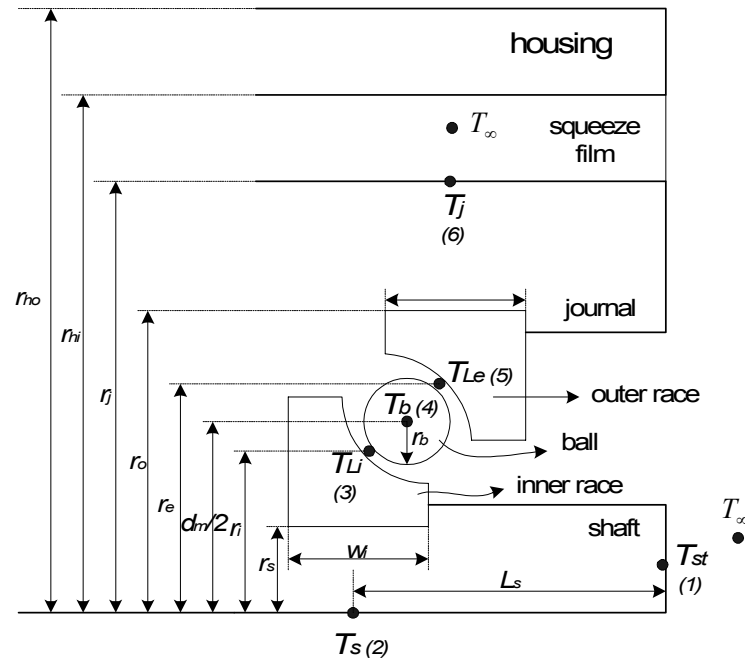 housing
T∞
squeeze
film
Tj
(6)
rho
rhi
rj
ro
re
dm/2
ri
rs
journal
TLe (5)
outer race
Tb (4)
rb
ball
TLi
(3)
inner race
wi
shaft
T∞
Tst
(1)
Ls
Ts (2)